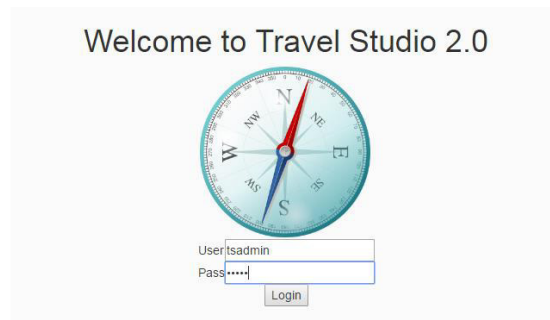 Welcome to Travel Studio 2.0
N
NW
NE
W
E
SW
SE
S
User tsadmin
Pass •••••
Login